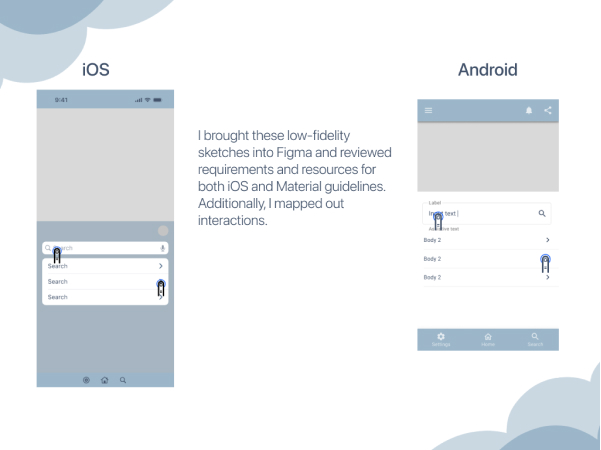 iOS
Android
9:41
I brought these low-fidelity
sketches into Figma and reviewed
requirements and resources for
both iOS and Material guidelines.
Additionally, I mapped out
interactions.
Search
Search
Search
Search
Label
Input text |
Assistive text
Body 2
Body 2
Body 2
Settings
Home
Search